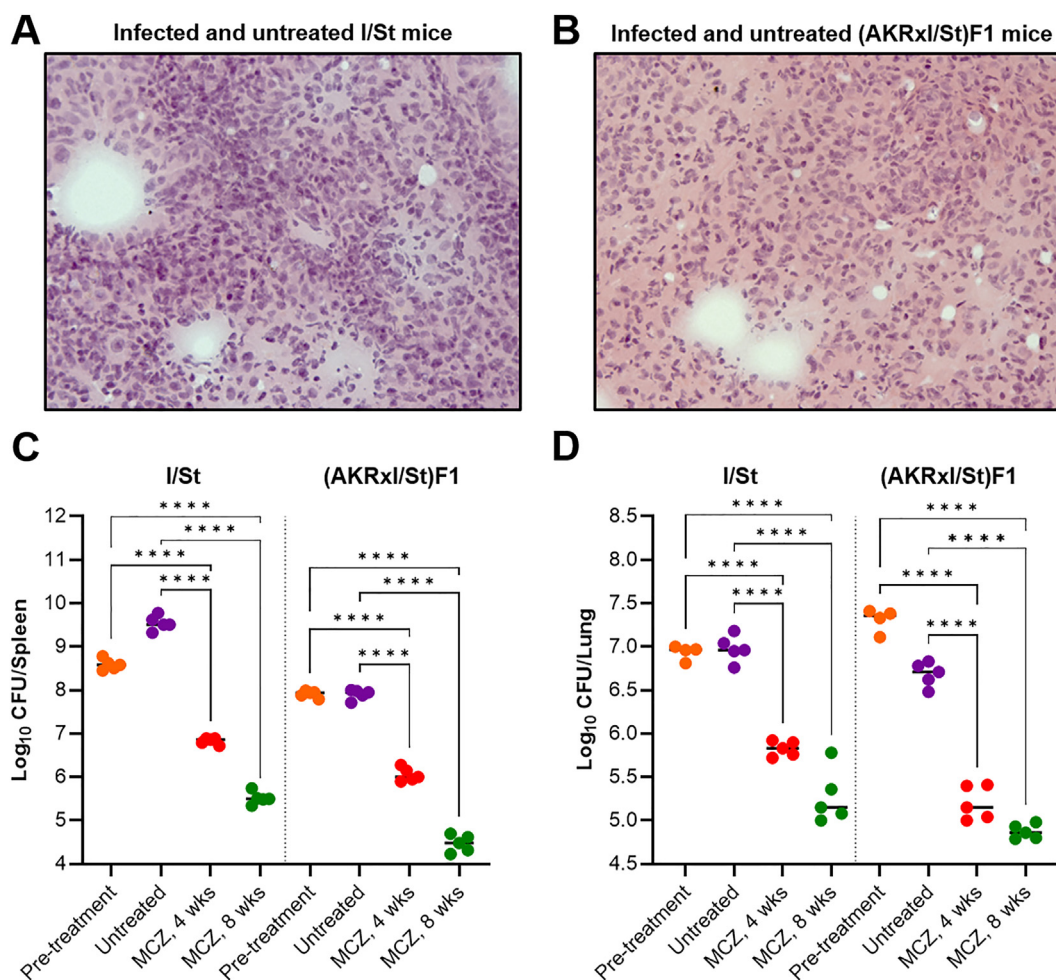 A
Infected and untreated I/St mice
B
Infected and untreated (AKRxI/St)F1 mice
C
I/St
(AKRxI/St)F1
Log10 CFU/Spleen
12
11
10
9
8
7
6
5
4
* * * *
* * * *
* * * *
* * * *
* * * *
* * * *
* * * *
* * * *
Pre-treatment
Untreated
MCZ, 4 wks
MCZ, 8 wks
Pre-treatment
Untreated
MCZ, 4 wks
MCZ, 8 wks
D
I/St
(AKRxI/St)F1
Log10 CFU/Lung
8.5
8.0
7.5
7.0
6.5
6.0
5.5
5.0
4.5
* * * *
* * * *
* * * *
* * * *
* * * *
* * * *
* * * *
* * * *
Pre-treatment
Untreated
MCZ, 4 wks
MCZ, 8 wks
Pre-treatment
Untreated
MCZ, 4 wks
MCZ, 8 wks